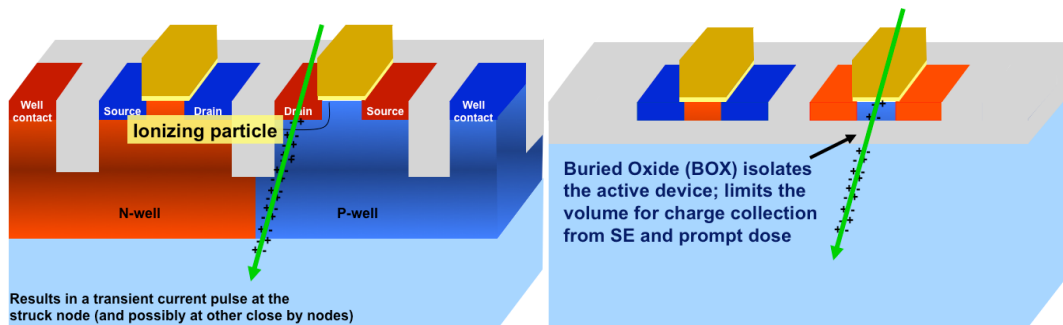 Well
contact
Source
Drain
Drain
Source
Well
contact
Ionizing particle
N-well
P-well
Results in a transient current pulse at the
struck node (and possibly at other close by nodes)
Buried Oxide (BOX) isolates
the active device; limits the
volume for charge collection
from SE and prompt dose